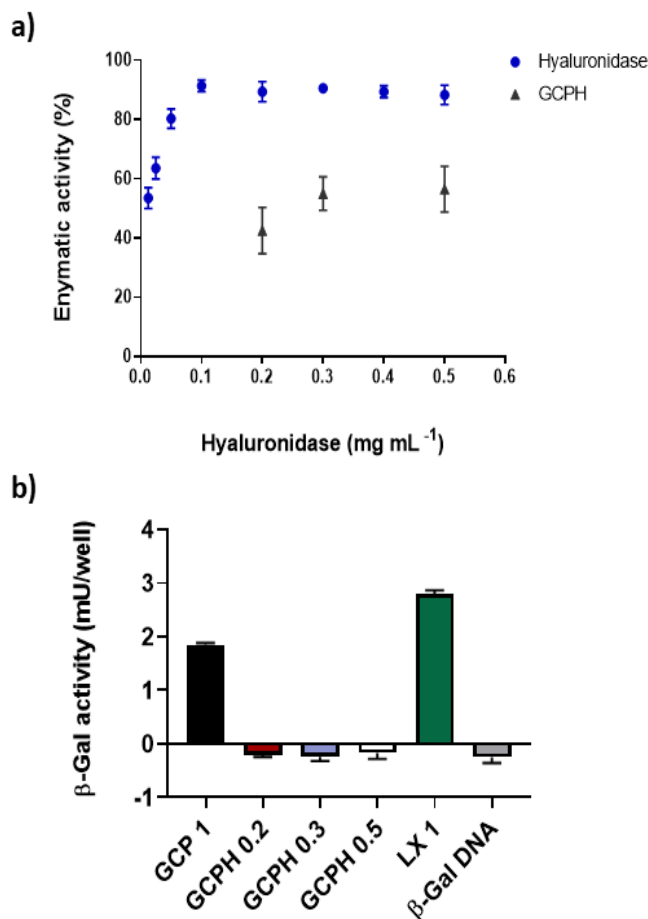 a)
Hyaluronidase
GCPH
Enymatic activity (%)
100
80
60
40
20
0
0.0 0.1 0.2 0.3 0.4 0.5 0.6
Hyaluronidase (mg mL⁻¹)
b)
β-Gal activity (mU/well)
4
3
2
1
0
-1
GCP 1 GCPH 0.2 GCPH 0.3 GCPH 0.5 LX 1 β-Gal DNA